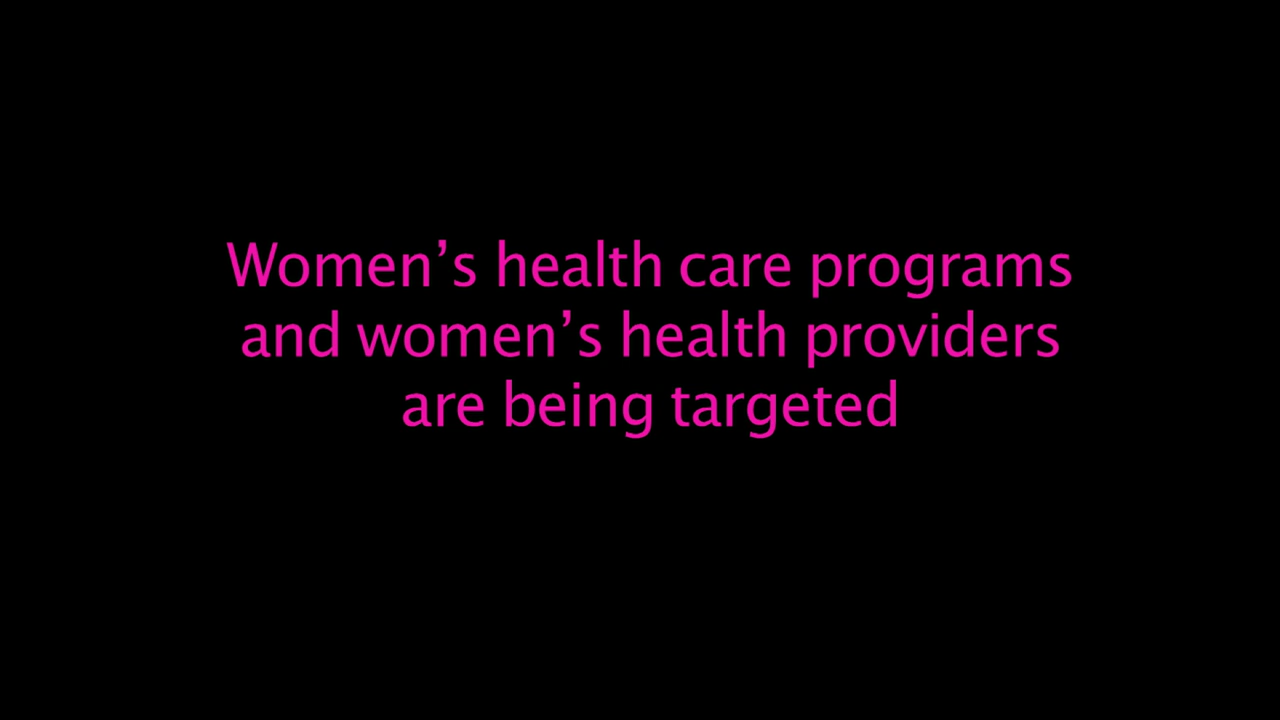 Women’s health care programs
and women’s health providers
are being targeted